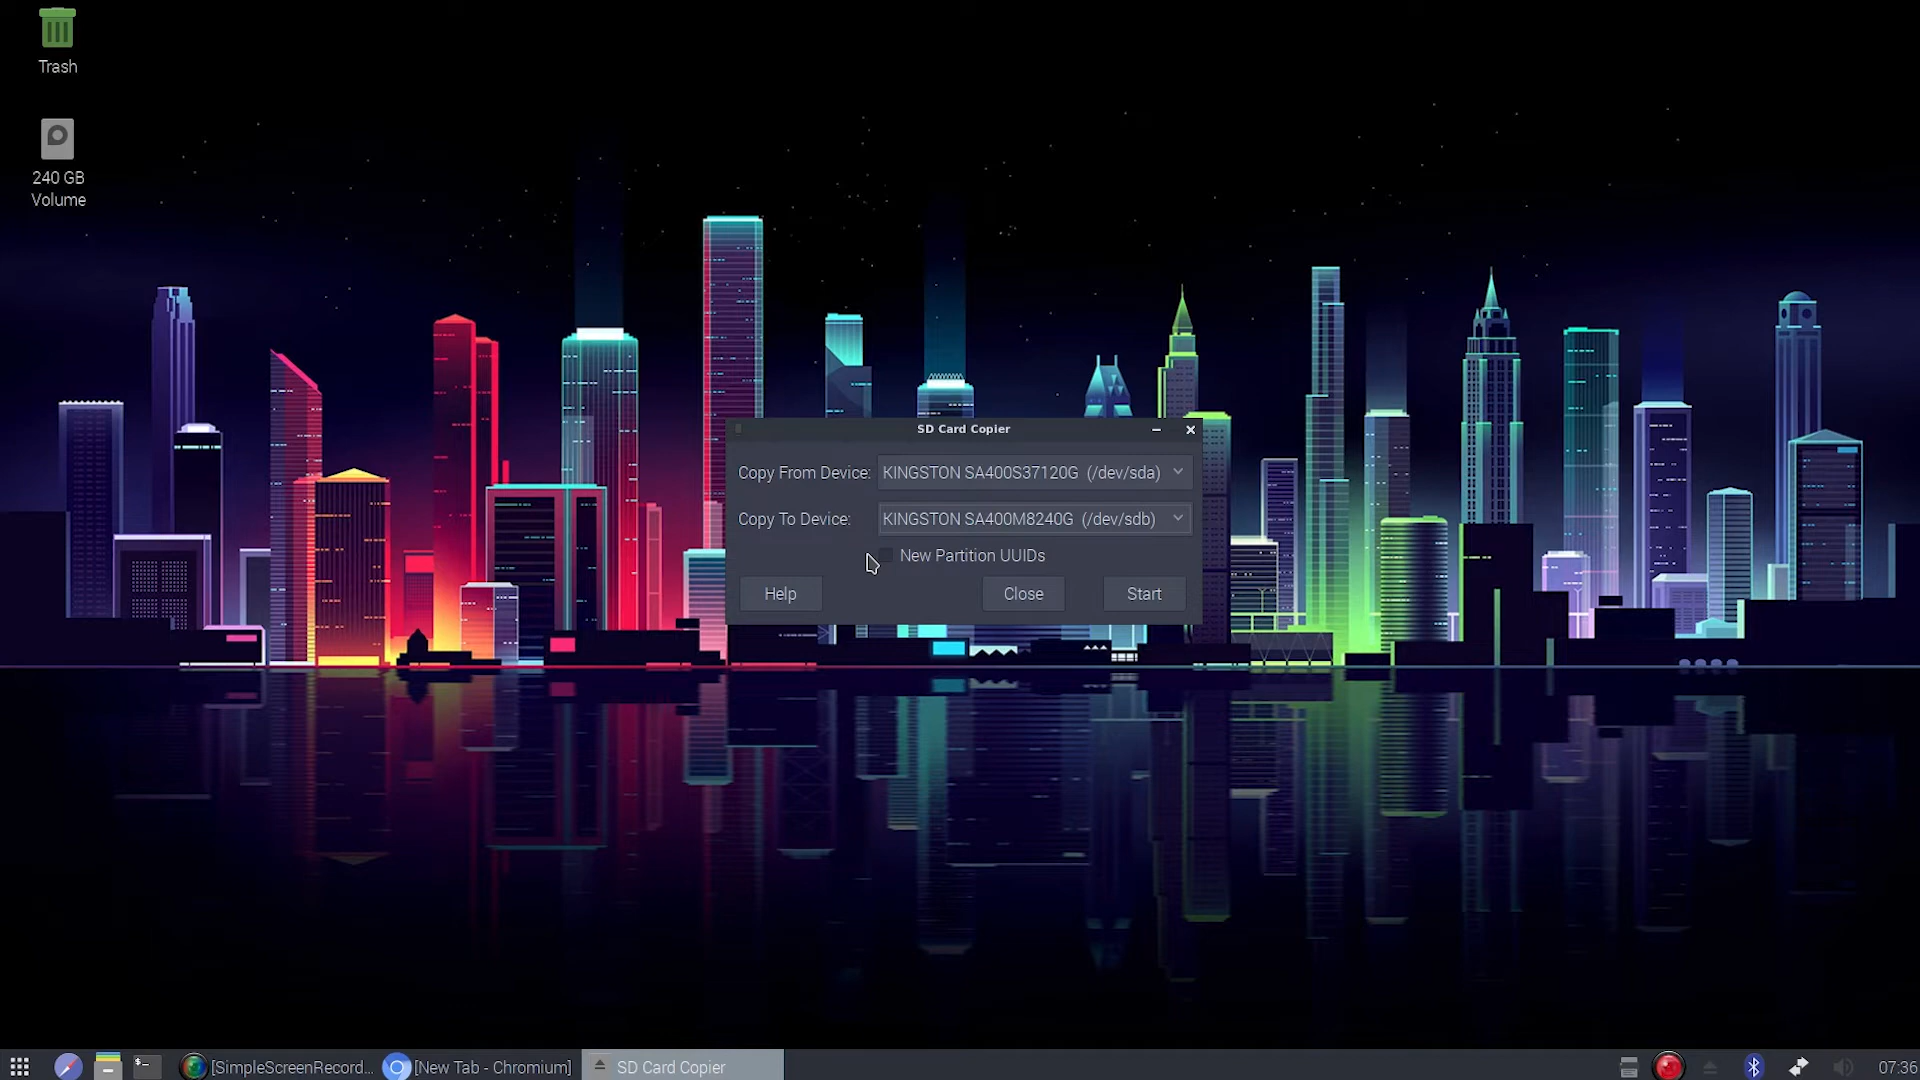 Trash
240 GB
Volume
SD Card Copier
Copy From Device: KINGSTON SA400S37120G (/dev/sda)
Copy To Device: KINGSTON SA400M8240G (/dev/sdb)
New Partition UUIDs
Help Close Start
$-
[SimpleScreenRecord... [New Tab - Chromium] SD Card Copier 07:36